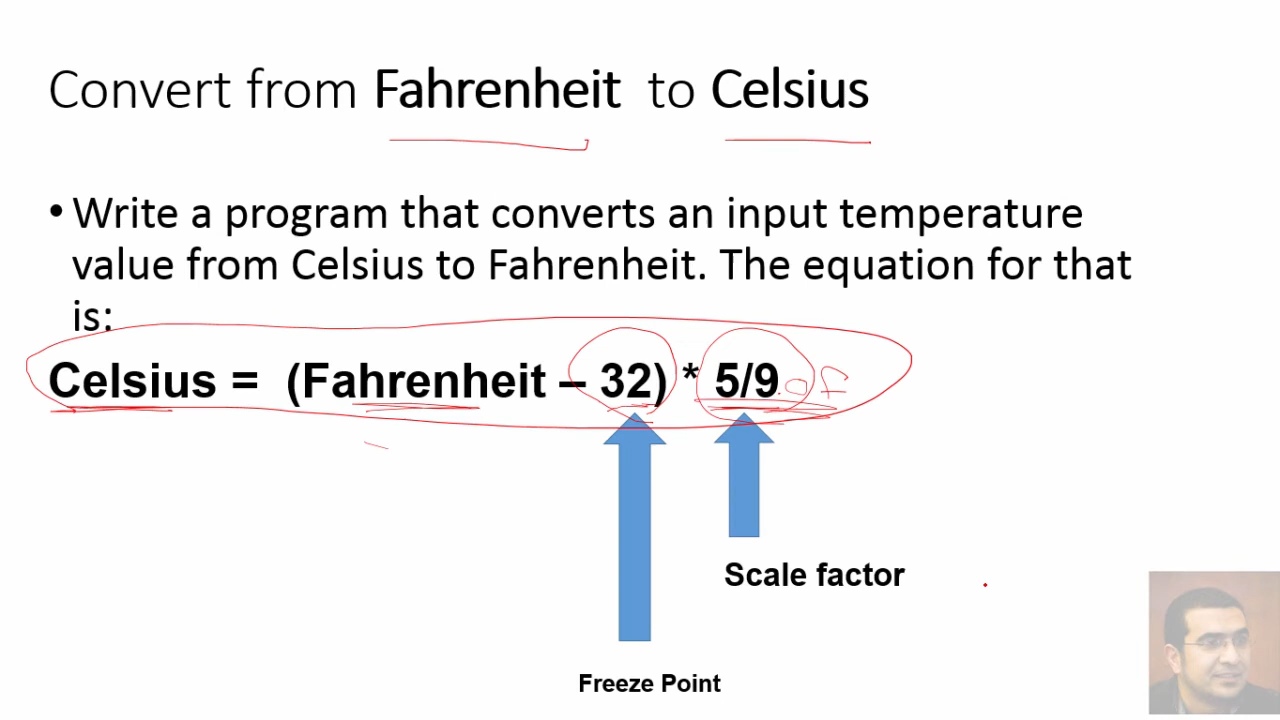 Convert from Fahrenheit to Celsius
• Write a program that converts an input temperature
value from Celsius to Fahrenheit. The equation for that
is:
Celsius = (Fahrenheit – 32) * 5/9.0f
Scale factor
Freeze Point